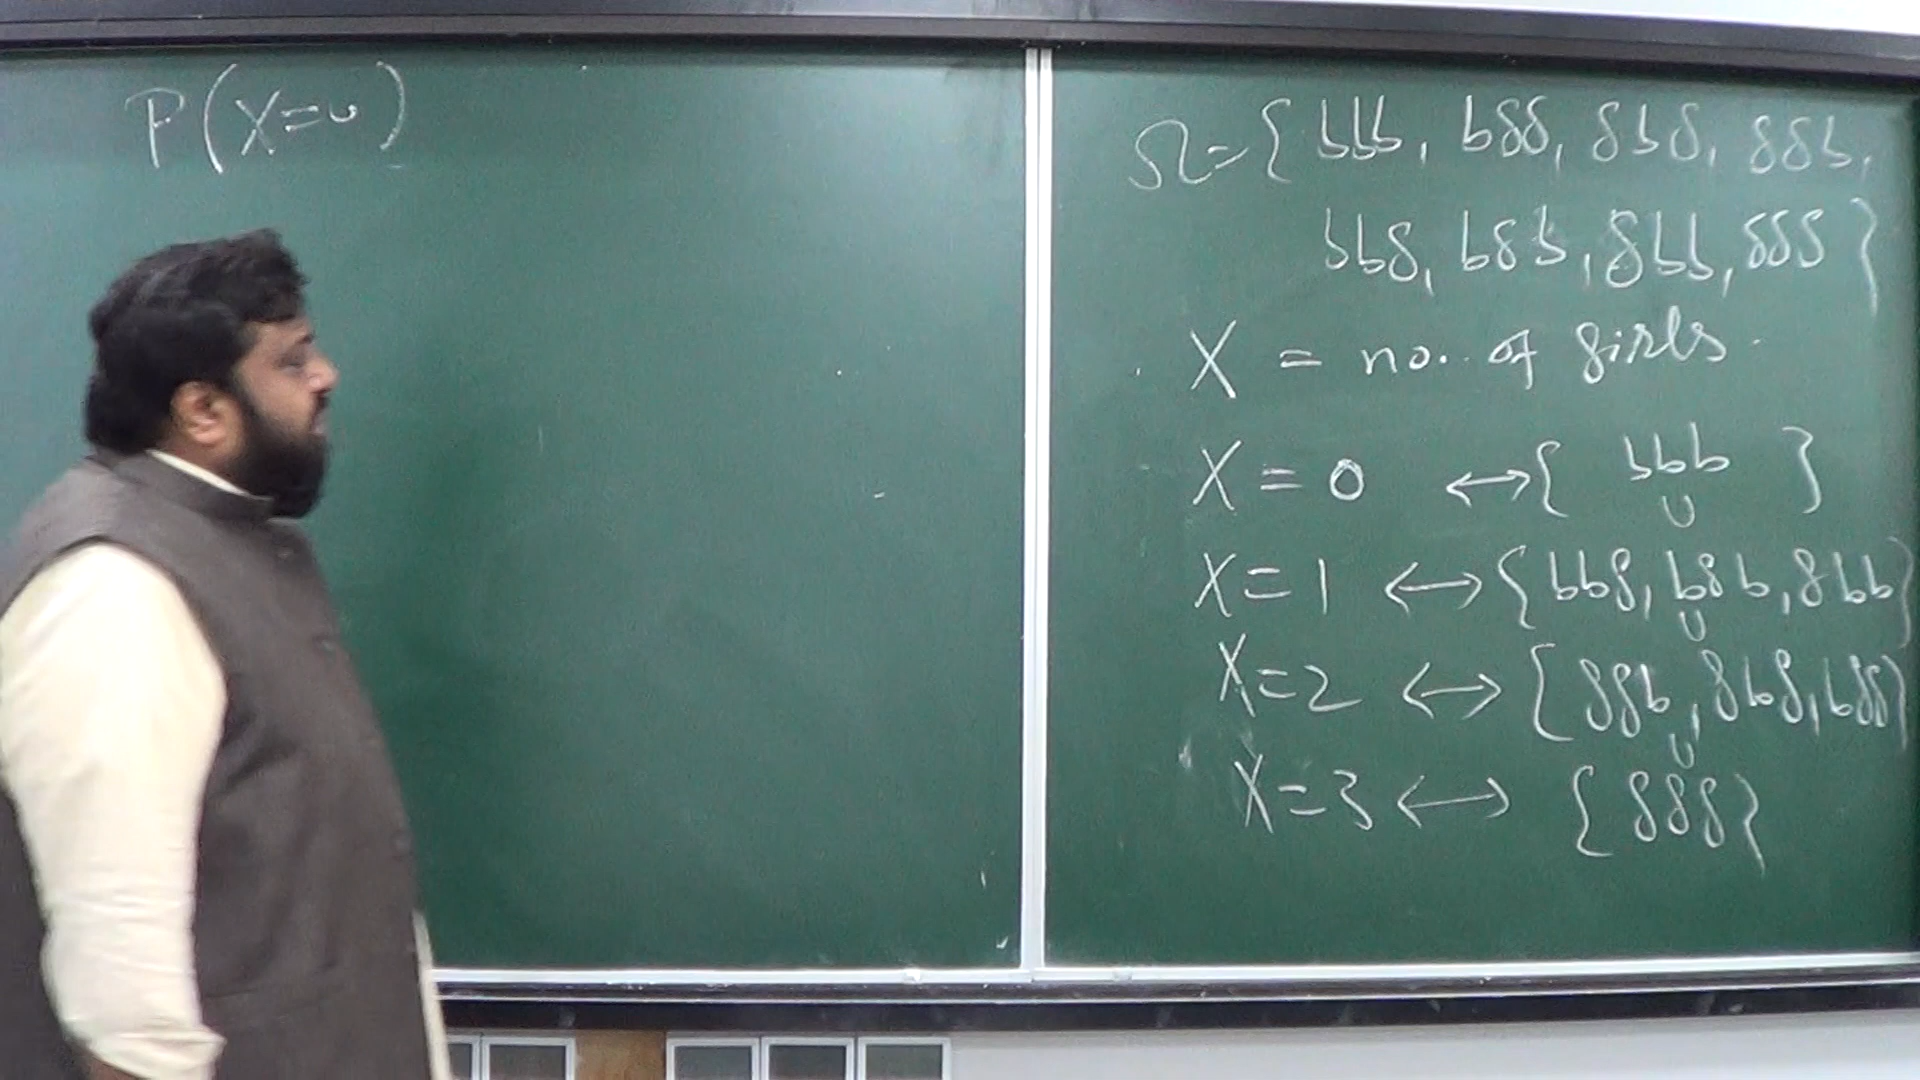 P(X=0)
Ω={ bbb, bgg, gbg, ggb,
bbg, bgb, gbb, ggg }
X = no. of girls.
X = 0 ↔ { bbb }
∪
X = 1 ↔ { bbg, bgb, gbb }
∪
X=2 ↔ { ggb, gbg, bgg }
∪
X=3 ↔ { ggg }